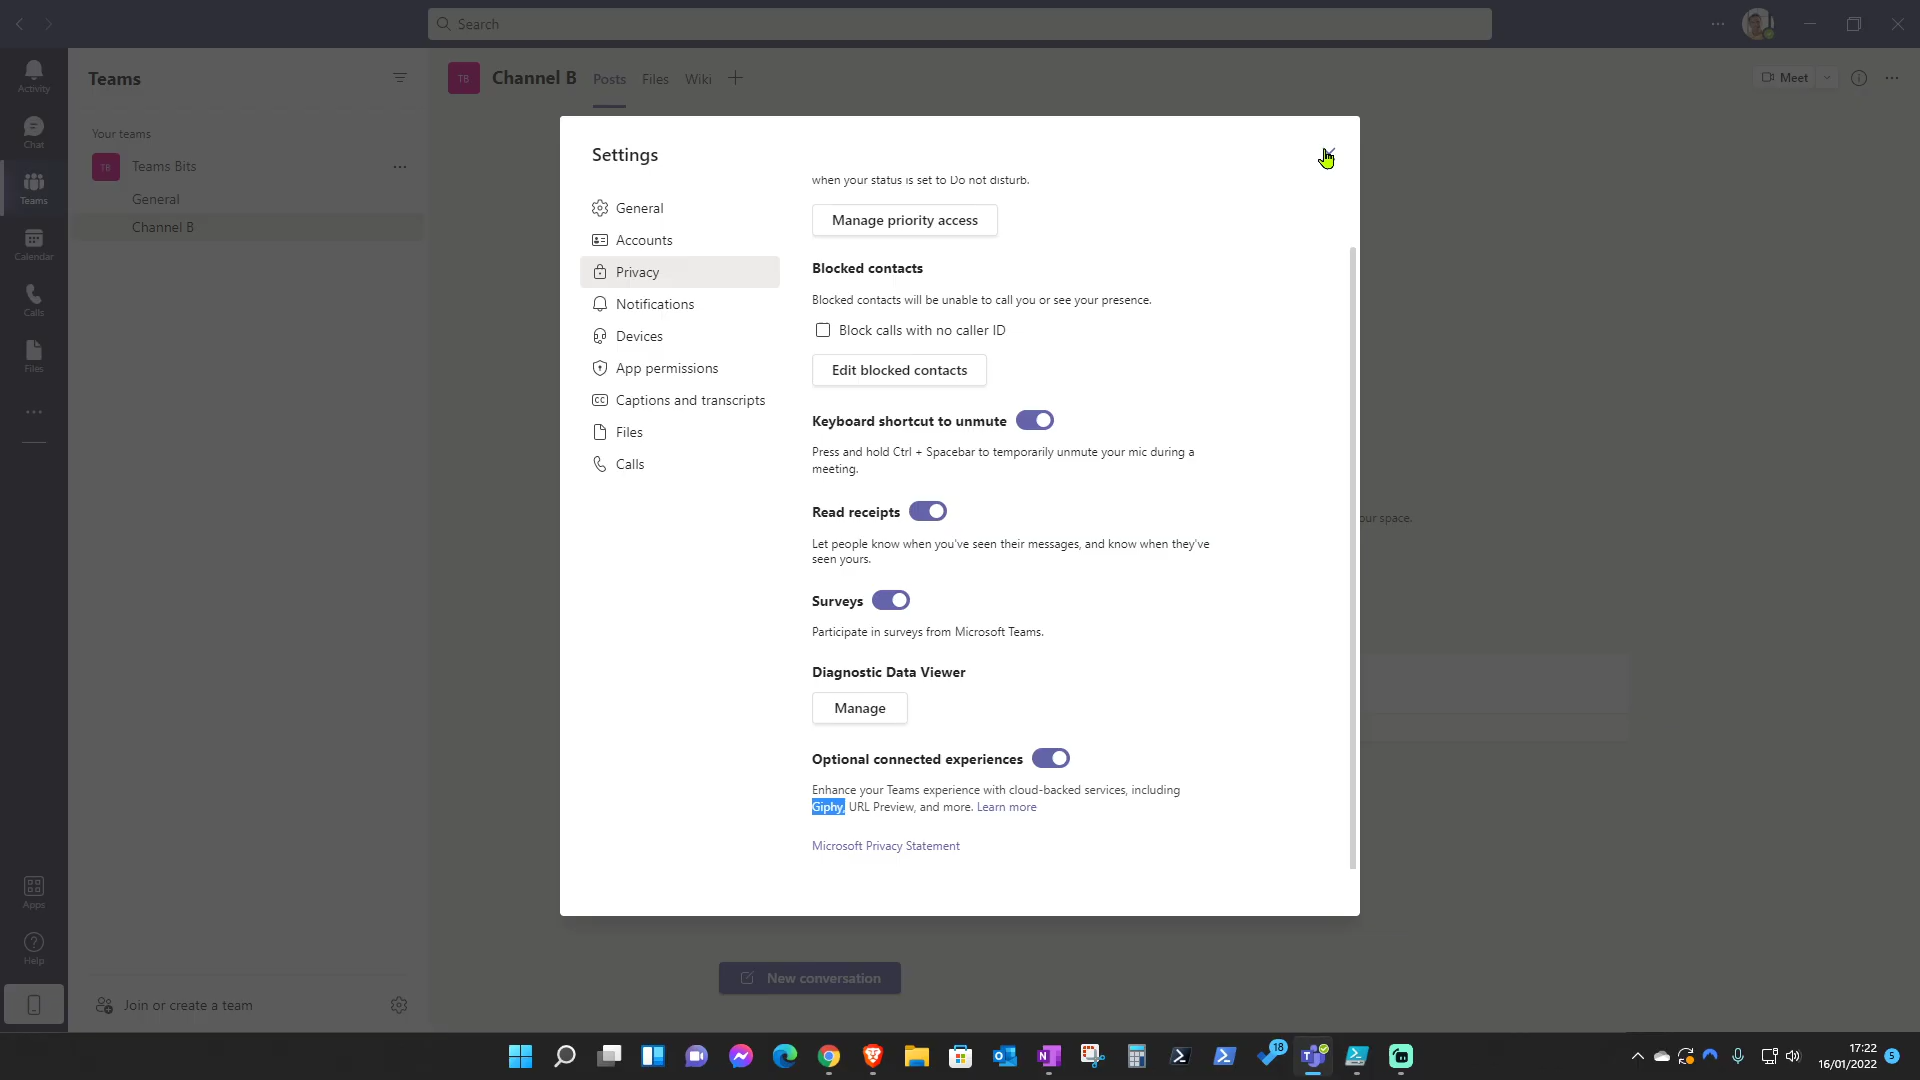 Search
Activity
Chat
Teams
Calendar
Calls
Files
Apps
Help
Teams
Your teams
TB
Teams Bits
General
Channel B
Join or create a team
TB
Channel B
Posts
Files
Wiki
Meet
our space.
New conversation
Settings
General
Accounts
Privacy
Notifications
Devices
App permissions
CC
Captions and transcripts
Files
Calls
when your status is set to Do not disturb.
Manage priority access
Blocked contacts
Blocked contacts will be unable to call you or see your presence.
Block calls with no caller ID
Edit blocked contacts
Keyboard shortcut to unmute
Press and hold Ctrl + Spacebar to temporarily unmute your mic during a
meeting.
Read receipts
Let people know when you've seen their messages, and know when they've
seen yours.
Surveys
Participate in surveys from Microsoft Teams.
Diagnostic Data Viewer
Manage
Optional connected experiences
Enhance your Teams experience with cloud-backed services, including
Giphy, URL Preview, and more. Learn more
Microsoft Privacy Statement
18
17:22
16/01/2022
5